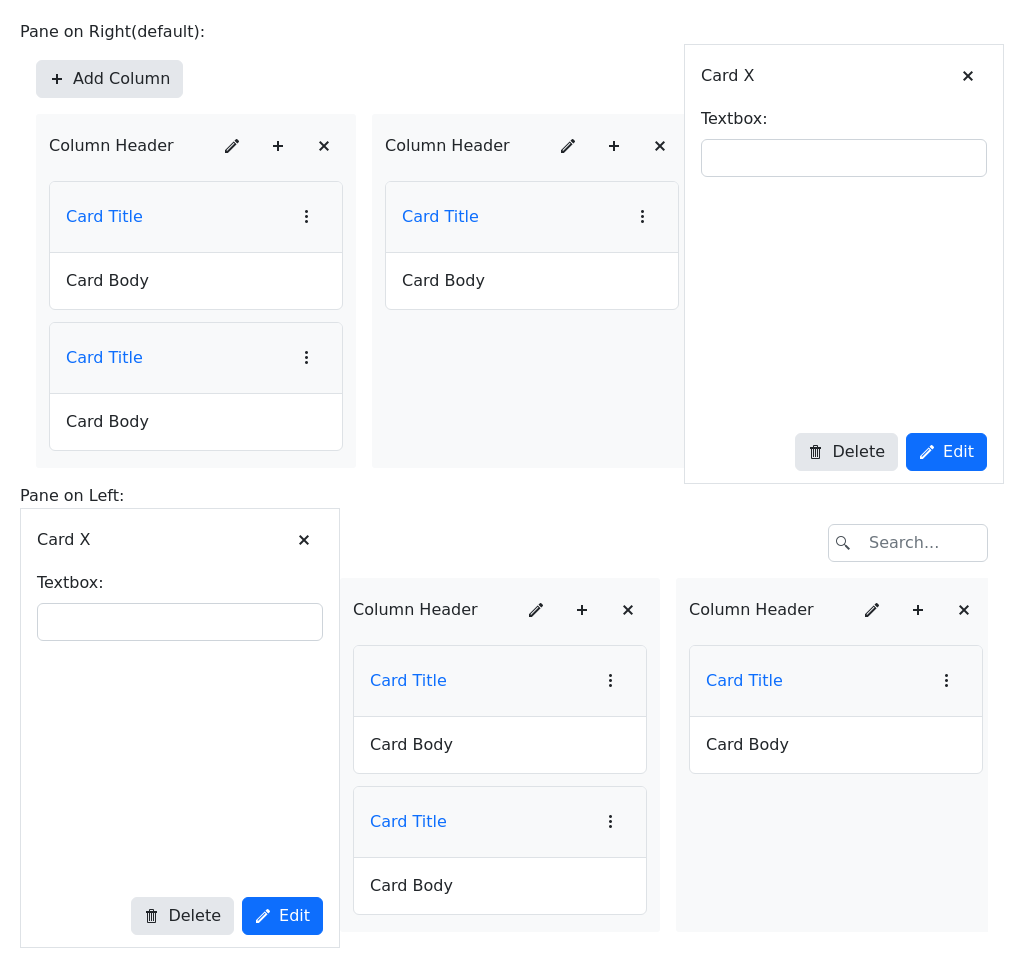 Pane on Right(default):
Add Column
Card X
Textbox:
Column Header
Column Header
Card Title
Card Title
Card Body
Card Body
Card Title
Card Body
Delete
Edit
Pane on Left:
Card X
Search...
Textbox:
Column Header
Column Header
Card Title
Card Title
Card Body
Card Body
Card Title
Card Body
Delete
Edit